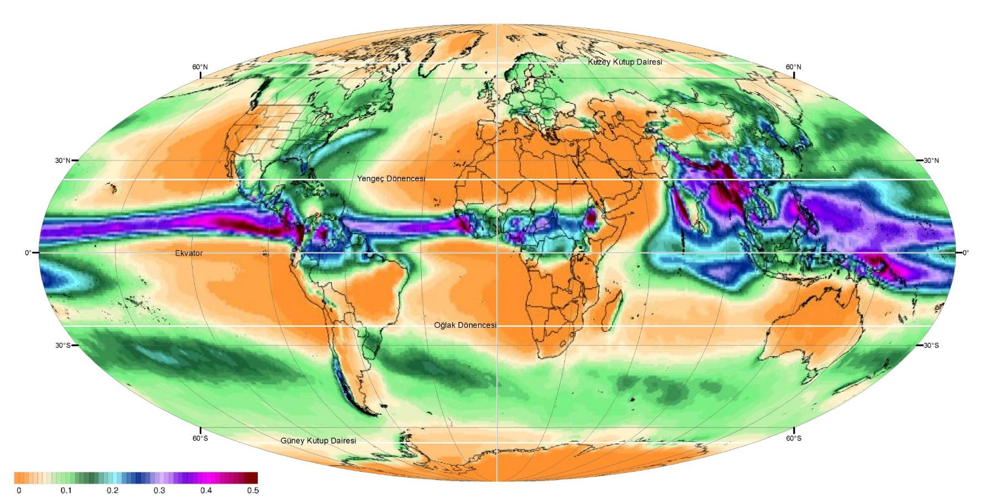 Kuzey Kutup Dairesi
60°N
60°N
30°N
30°N
Yengeç Dönencesi
0°
Ekvator
0°
Oğlak Dönencesi
30°S
30°S
60°S
Güney Kutup Dairesi
60°S
0 0.1 0.2 0.3 0.4 0.5